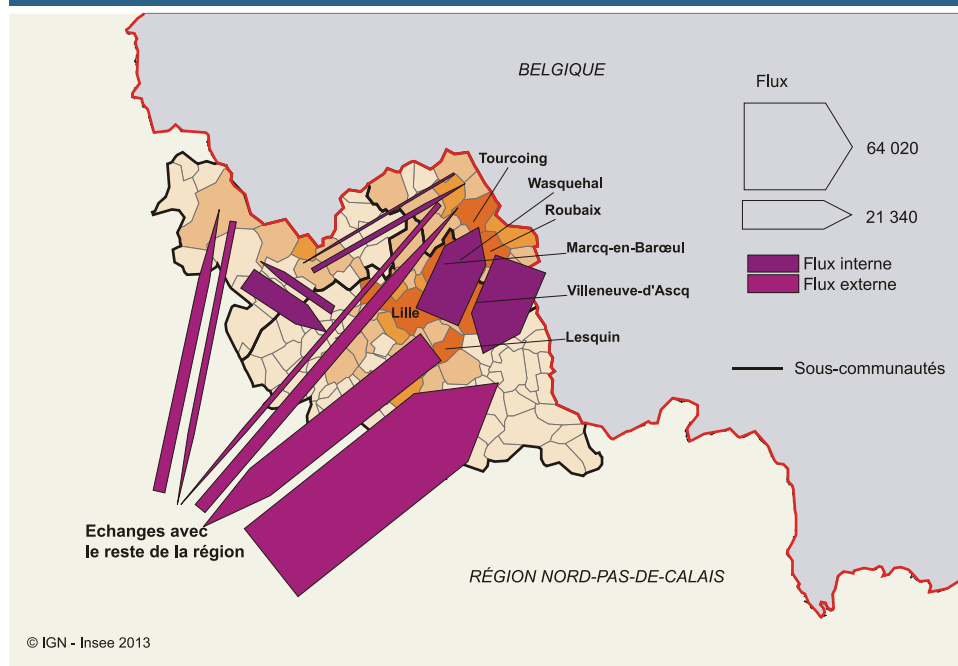 BELGIQUE
Flux
64 020
21 340
Flux interne
Flux externe
Sous-communautés
Tourcoing
Wasquehal
Roubaix
Marcq-en-Barœul
Villeneuve-d'Ascq
Lille
Lesquin
Echanges avec
le reste de la région
RÉGION NORD-PAS-DE-CALAIS
© IGN - Insee 2013